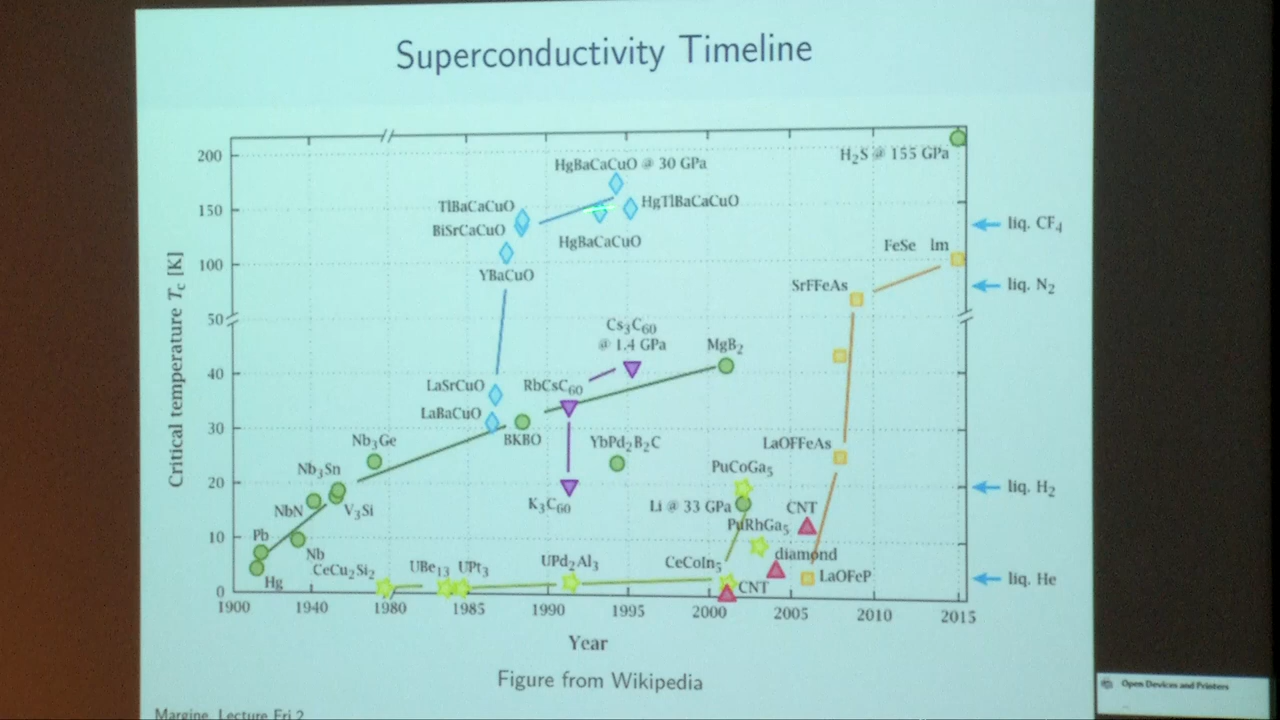 Superconductivity Timeline
200
150
100
50
40
30
20
10
0
Critical temperature Tc [K]
HgBaCaCuO @ 30 GPa
H₂S @ 155 GPa
TlBaCaCuO
HgTlBaCaCuO
BiSrCaCuO
HgBaCaCuO
liq. CF₄
YBaCuO
FeSe lm
SrFFeAs
liq. N₂
Cs₃C₆₀
@ 1.4 GPa
MgB₂
LaSrCuO
RbCsC₆₀
LaBaCuO
BKBO
YbPd₂B₂C
LaOFFeAs
Nb₃Ge
Nb₃Sn
PuCoGa₅
liq. H₂
NbN
V₃Si
K₃C₆₀
Li @ 33 GPa
CNT
PuRhGa₅
Pb
Nb
diamond
CeCu₂Si₂
UBe₁₃
UPt₃
UPd₂Al₃
CeCoIn₅
LaOFeP
liq. He
Hg
CNT
1900
1940
1980
1985
1990
1995
2000
2005
2010
2015
Year
Figure from Wikipedia
Margine, Lecture Fri 2
Open Devices and Printers